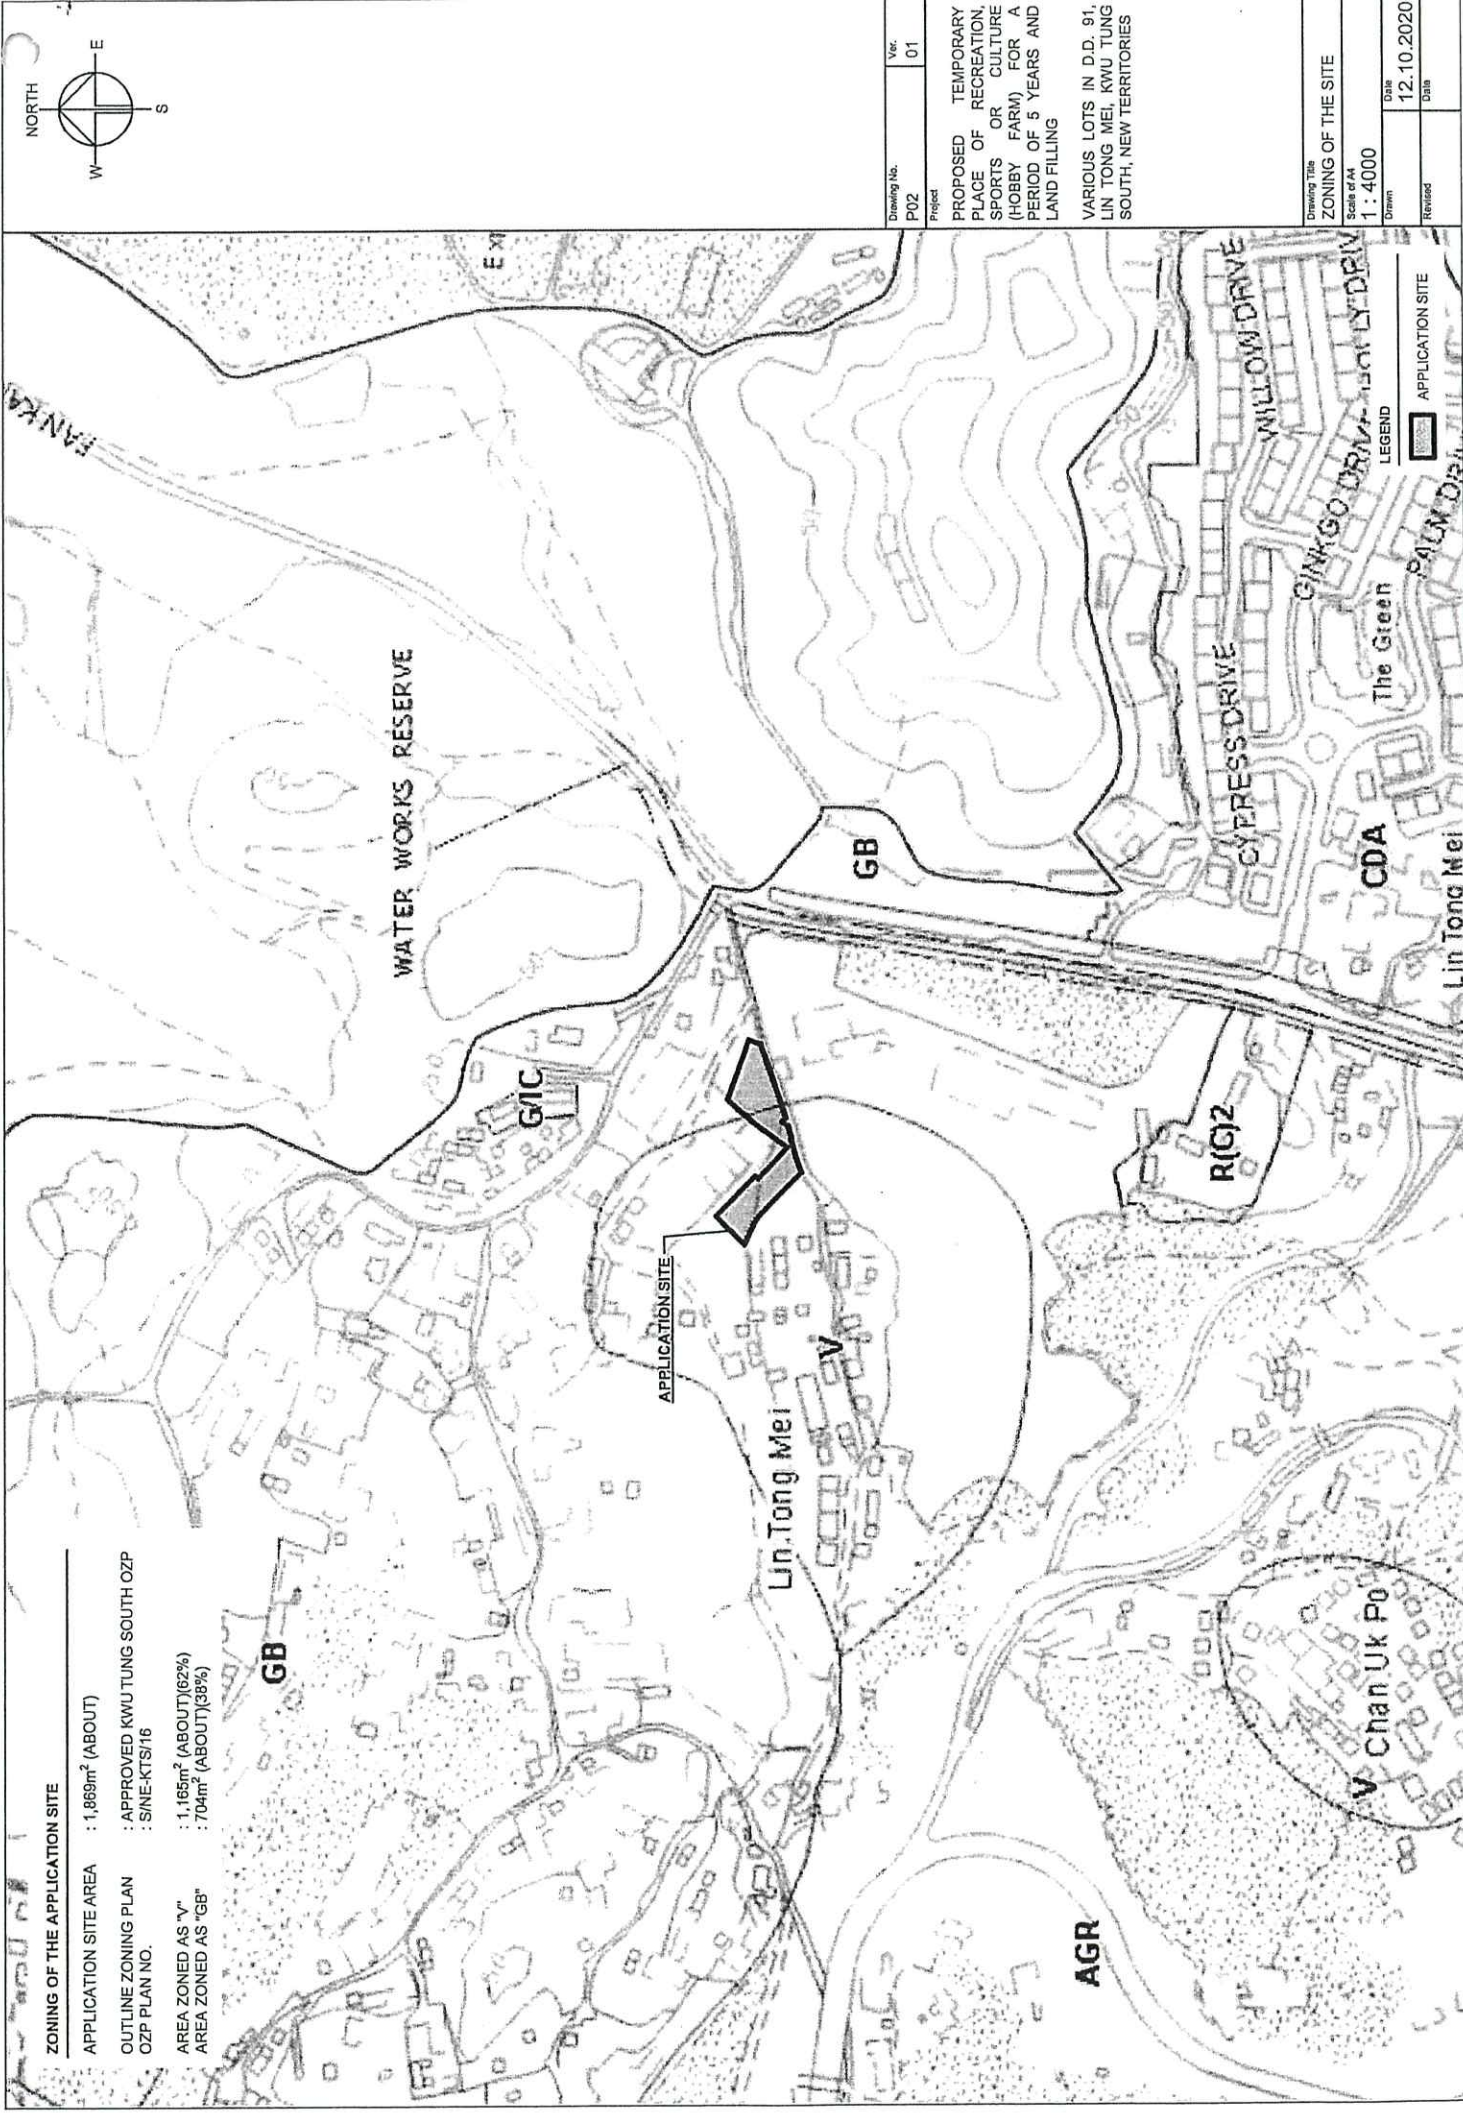 ZONING OF THE APPLICATION SITE
APPLICATION SITE AREA : 1,869m² (ABOUT)
OUTLINE ZONING PLAN : APPROVED KWU TUNG SOUTH OZP
OZP PLAN NO. : S/NE-KTS/16
AREA ZONED AS "V" : 1,165m² (ABOUT)(62%)
AREA ZONED AS "GB" : 704m² (ABOUT)(38%)
NORTH
W
E
S
FANKA
WATER WORKS RESERVE
GB
G/IC
APPLICATION SITE
Lin Tong Mei
V
GB
R(C)2
AGR
V
Chan Uk Po
CDA
CYPRESS DRIVE
WILLOW DRIVE
GINKGO DRIV
The Green
Lin Tong Mei
LEGEND
APPLICATION SITE
Drawing No.
P02
Ver.
01
Project
PROPOSED TEMPORARY
PLACE OF RECREATION,
SPORTS OR CULTURE
(HOBBY FARM) FOR A
PERIOD OF 5 YEARS AND
LAND FILLING
VARIOUS LOTS IN D.D. 91,
LIN TONG MEI, KWU TUNG
SOUTH, NEW TERRITORIES
Drawing Title
ZONING OF THE SITE
Scale of A4
1 : 4000
Drawn
Date
12.10.2020
Revised
Date